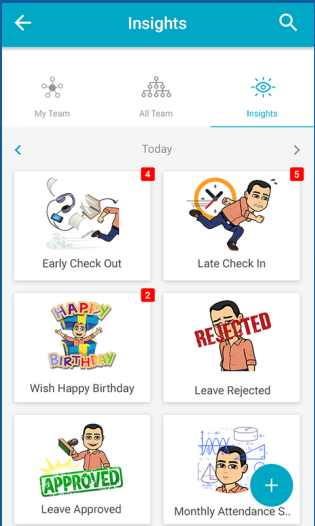 Insights
My Team
All Team
Insights
Today
4
5
Early Check Out
Late Check In
2
HAPPY
BIRTHDAY
REJECTED
Wish Happy Birthday
Leave Rejected
APPROVED
Leave Approved
Monthly Attendance S..